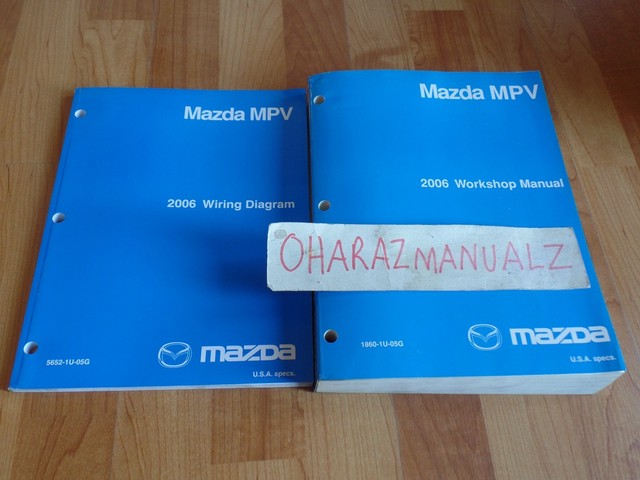 Mazda MPV
2006 Wiring Diagram
5652-1U-05G
mazda
U.S.A. specs.
Mazda MPV
2006 Workshop Manual
OHARAZMANUALZ
1860-1U-05G
mazda
U.S.A. specs.